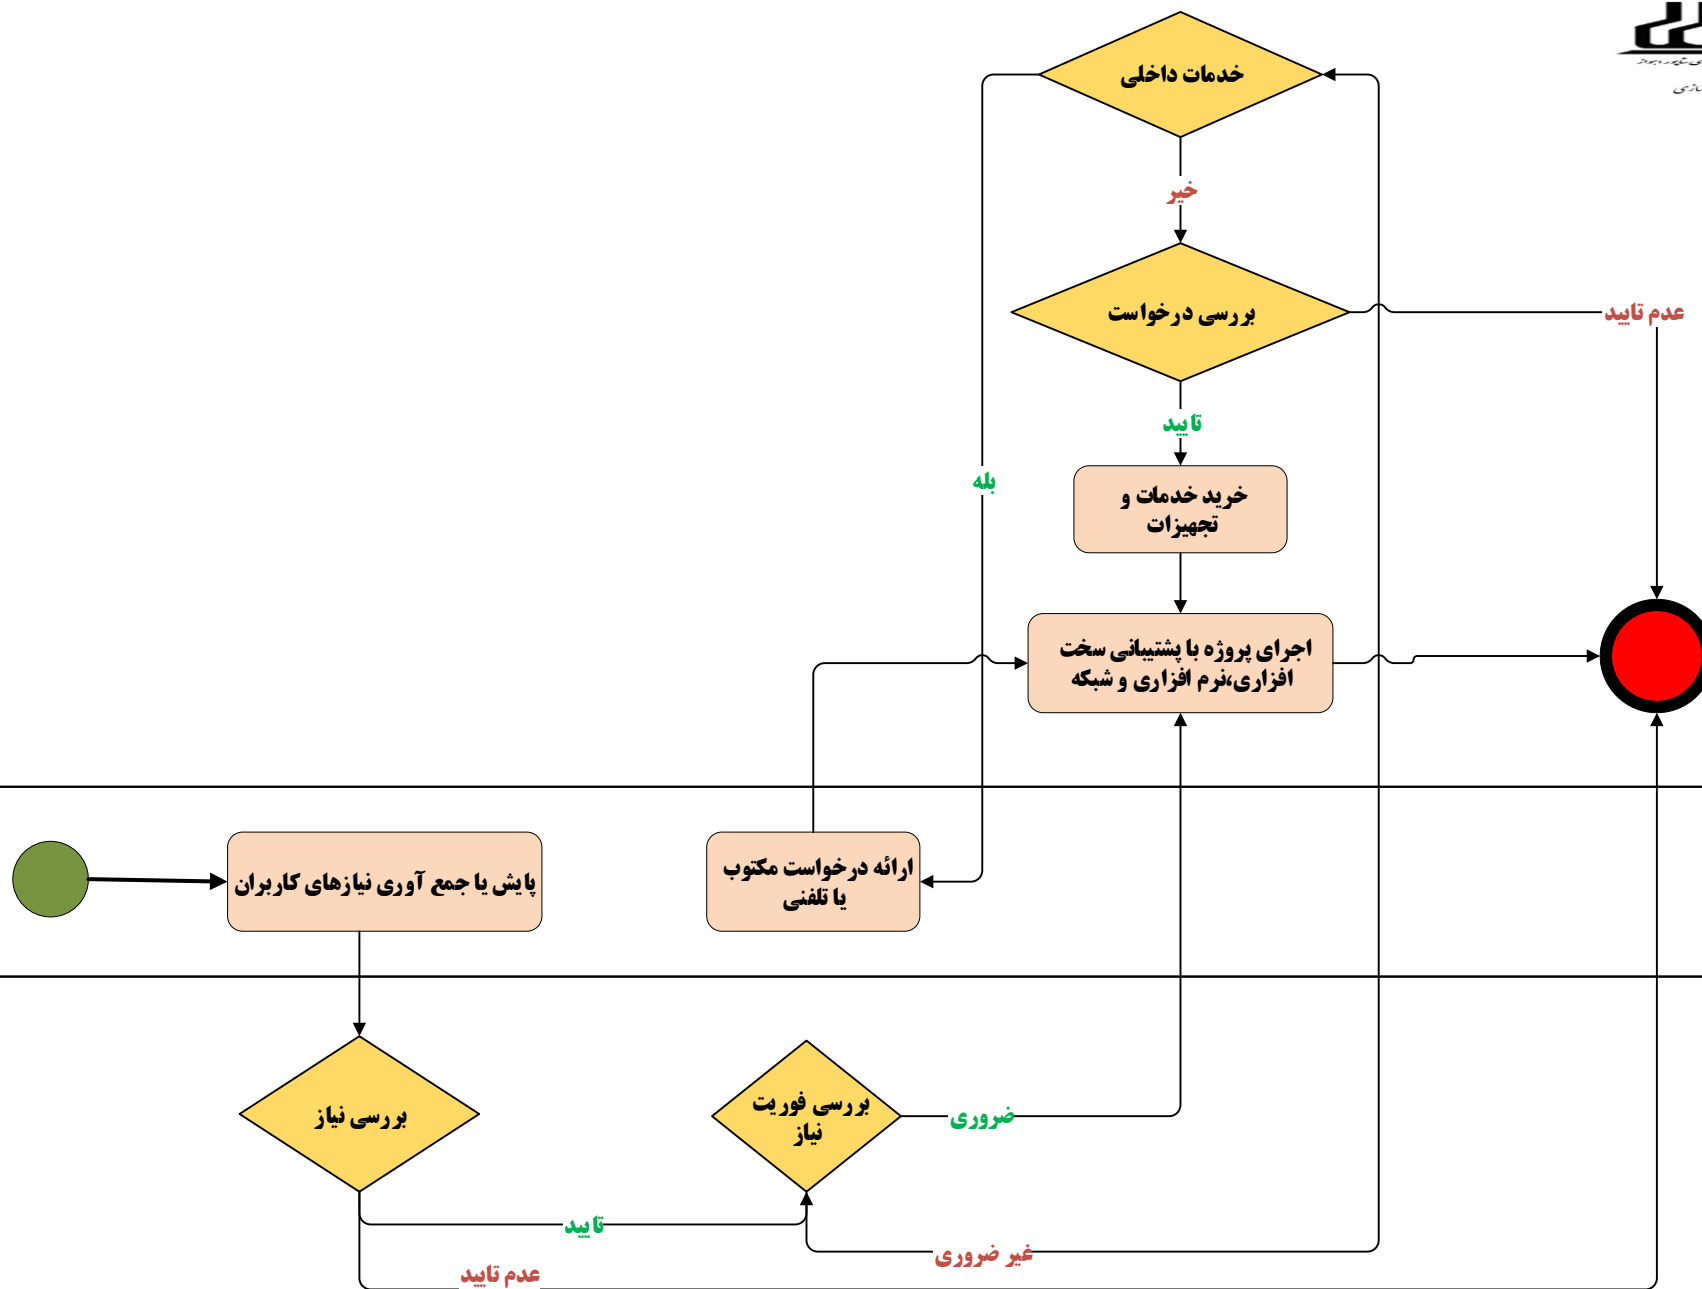 خدمات داخلی
خیر
بررسی درخواست
عدم تایید
تایید
بله
خرید خدمات و
تجهیزات
اجرای پروژه با پشتیبانی سخت
افزاری،نرم افزاری و شبکه
پایش یا جمع آوری نیازهای کاربران
ارائه درخواست مکتوب
یا تلفنی
بررسی نیاز
بررسی فوریت
نیاز
ضروری
تایید
غیر ضروری
عدم تایید